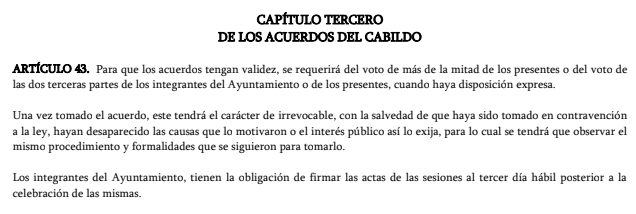 CAPÍTULO TERCERO
DE LOS ACUERDOS DEL CABILDO
ARTÍCULO 43. Para que los acuerdos tengan validez, se requerirá del voto de más de la mitad de los presentes o del voto de
las dos terceras partes de los integrantes del Ayuntamiento o de los presentes, cuando haya disposición expresa.
Una vez tomado el acuerdo, este tendrá el carácter de irrevocable, con la salvedad de que haya sido tomado en contravención
a la ley, hayan desaparecido las causas que lo motivaron o el interés público así lo exija, para lo cual se tendrá que observar el
mismo procedimiento y formalidades que se siguieron para tomarlo.
Los integrantes del Ayuntamiento, tienen la obligación de firmar las actas de las sesiones al tercer día hábil posterior a la
celebración de las mismas.